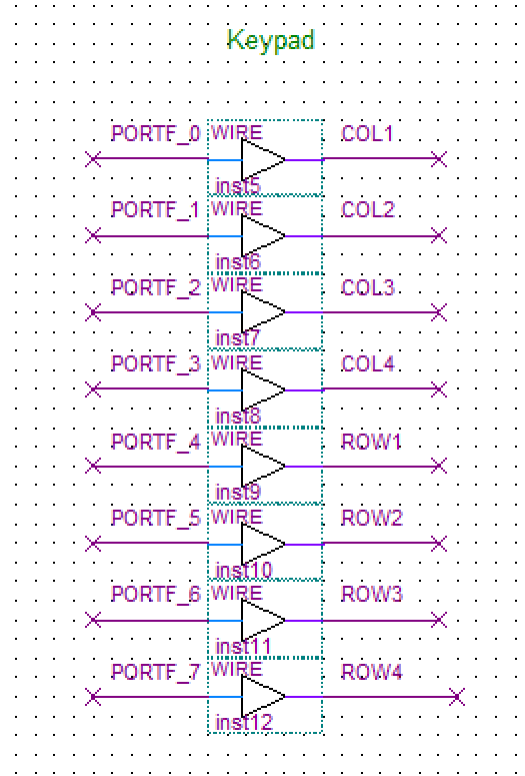 Keypad
PORTF_0 WIRE COL1
inst5
PORTF_1 WIRE COL2
inst6
PORTF_2 WIRE COL3
inst7
PORTF_3 WIRE COL4
inst8
PORTF_4 WIRE ROW1
inst9
PORTF_5 WIRE ROW2
inst10
PORTF_6 WIRE ROW3
inst11
PORTF_7 WIRE ROW4
inst12